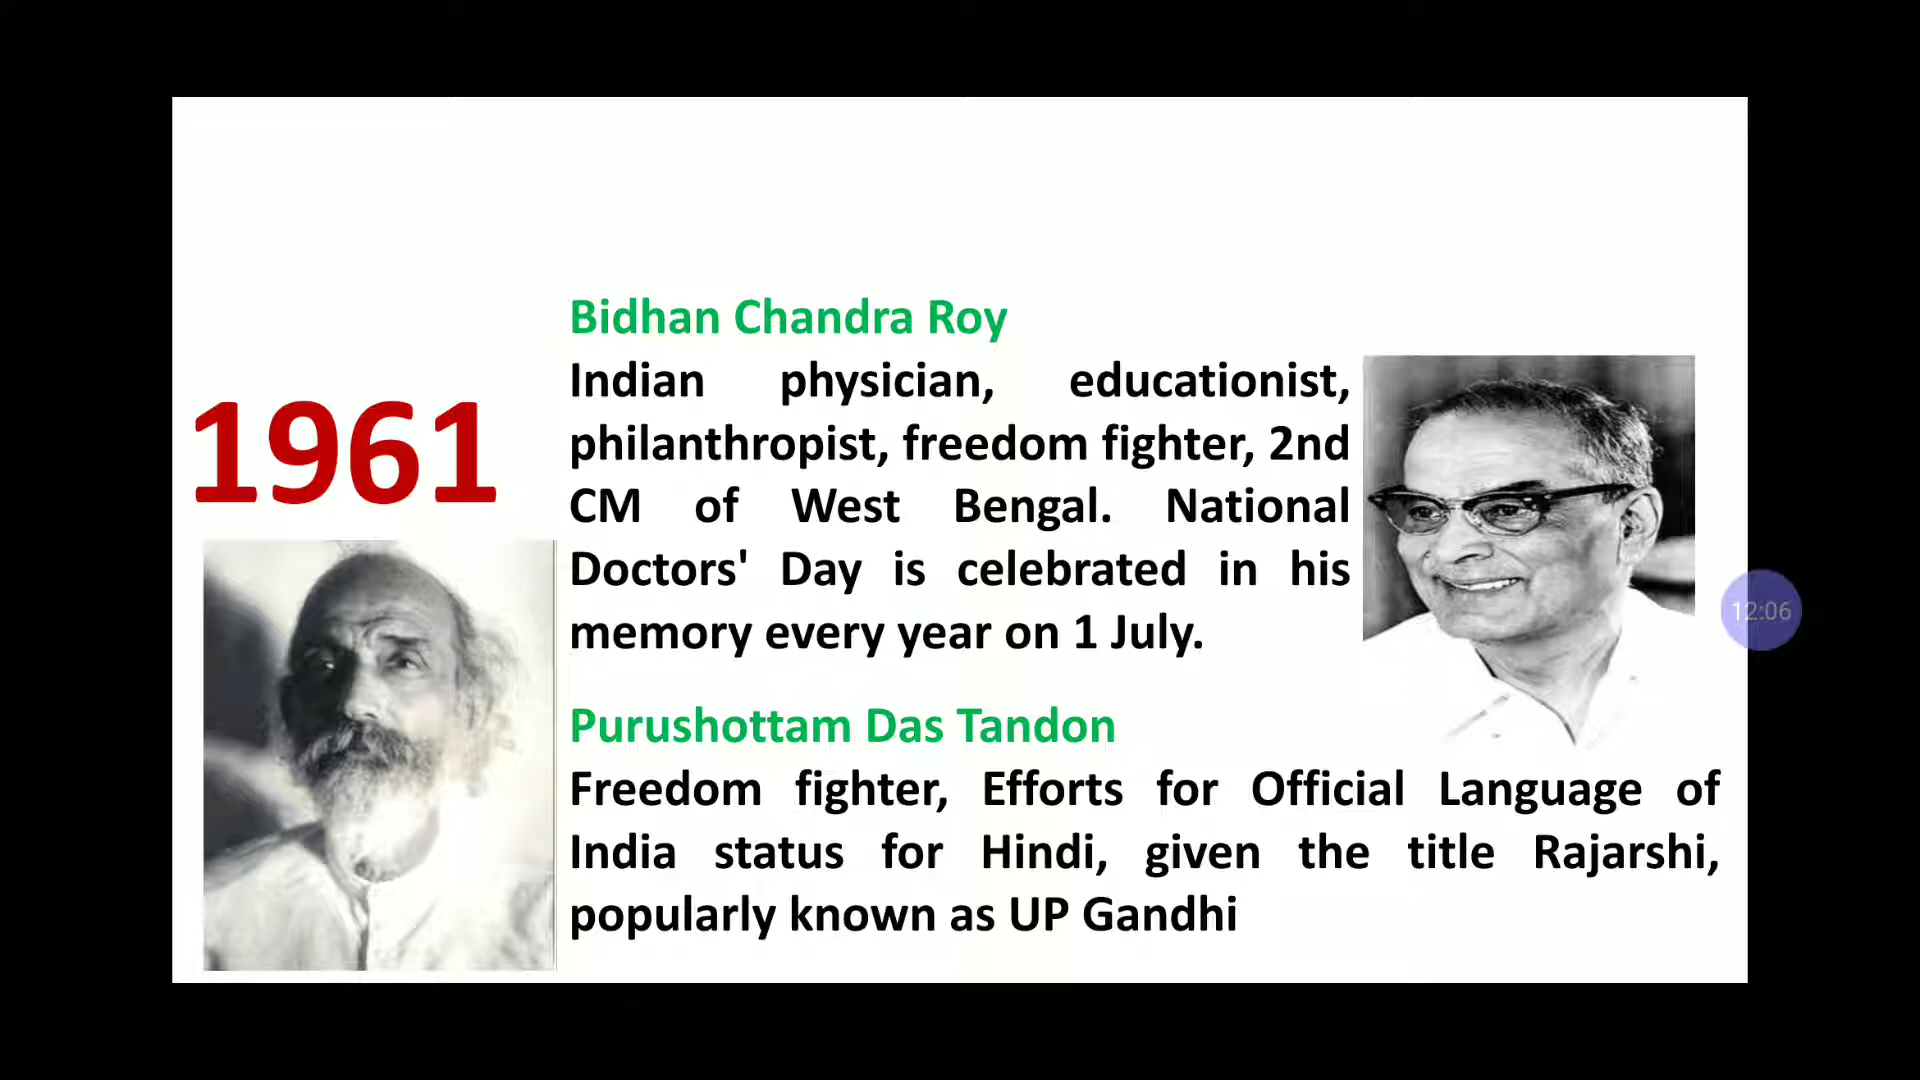 1961
Bidhan Chandra Roy
Indian physician, educationist,
philanthropist, freedom fighter, 2nd
CM of West Bengal. National
Doctors' Day is celebrated in his
memory every year on 1 July.
Purushottam Das Tandon
Freedom fighter, Efforts for Official Language of
India status for Hindi, given the title Rajarshi,
popularly known as UP Gandhi
12:06